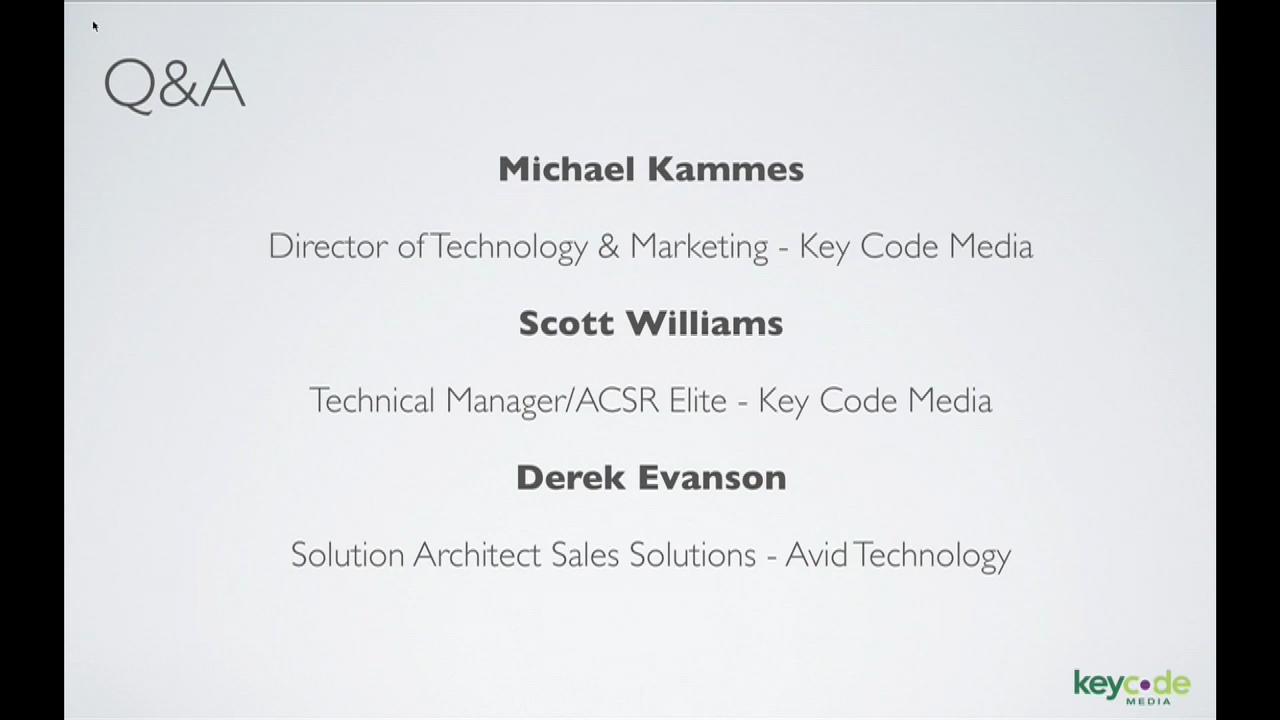 Q&A
Michael Kammes
Director of Technology & Marketing - Key Code Media
Scott Williams
Technical Manager/ACSR Elite - Key Code Media
Derek Evanson
Solution Architect Sales Solutions - Avid Technology
keycode
MEDIA